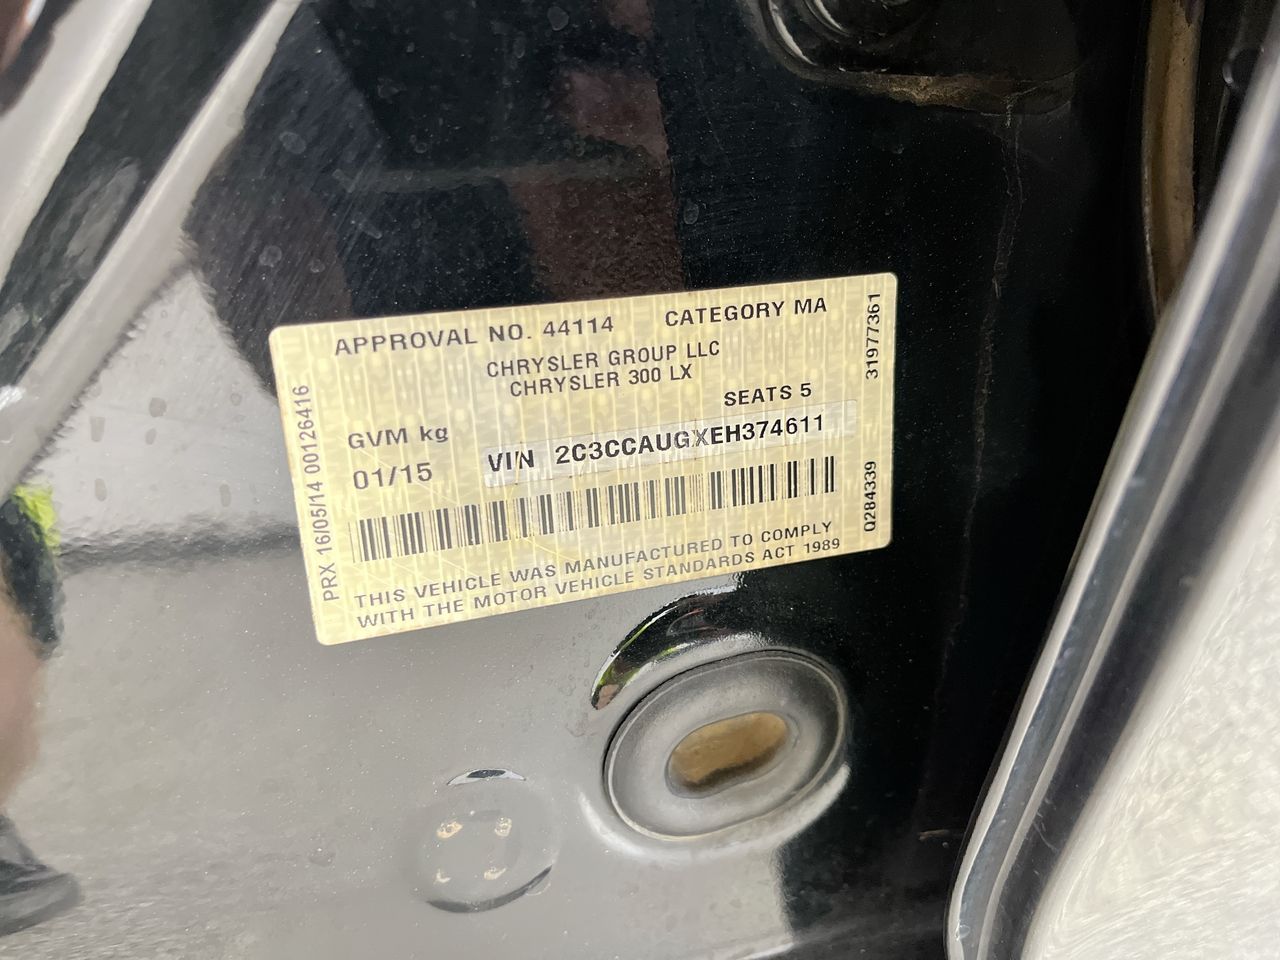 APPROVAL NO. 44114 CATEGORY MA
CHRYSLER GROUP LLC
CHRYSLER 300 LX
SEATS 5
GVM kg
01/15
VIN 2C3CCAUGXEH374611
THIS VEHICLE WAS MANUFACTURED TO COMPLY
WITH THE MOTOR VEHICLE STANDARDS ACT 1989
PRX 16/05/14 00126416
31977361
Q284339